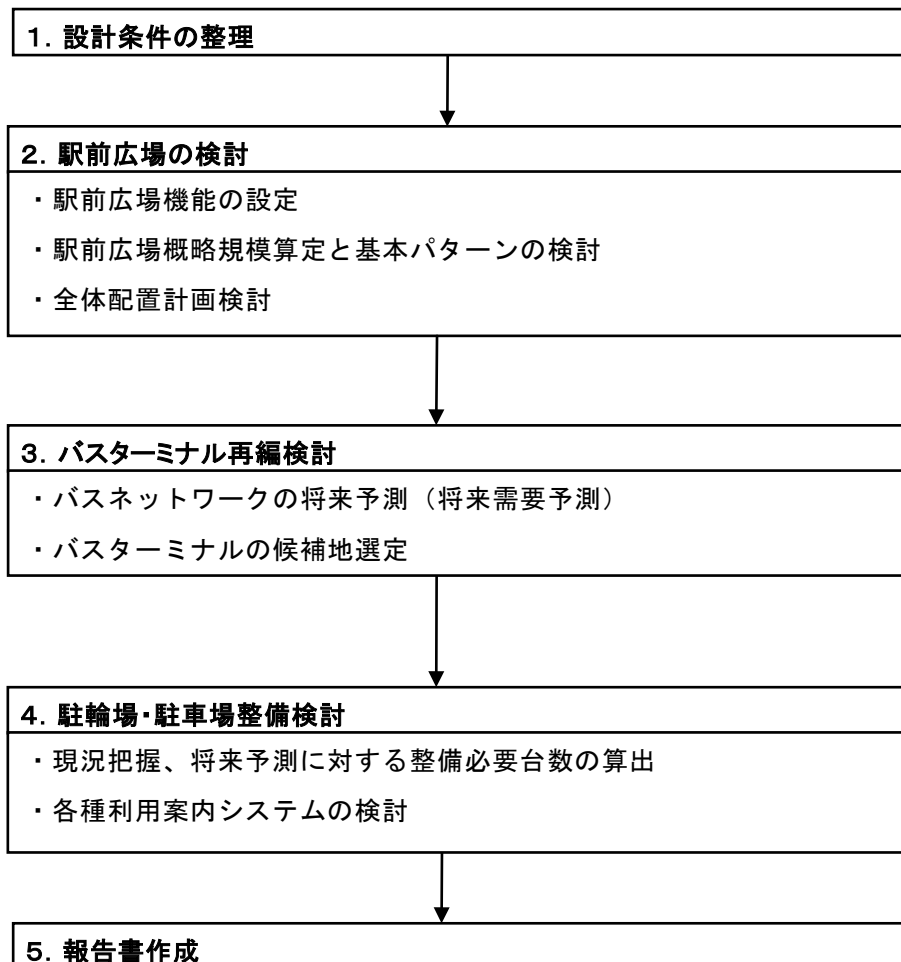 1．設計条件の整理
2．駅前広場の検討
・駅前広場機能の設定
・駅前広場概略規模算定と基本パターンの検討
・全体配置計画検討
3．バスターミナル再編検討
・バスネットワークの将来予測（将来需要予測）
・バスターミナルの候補地選定
4．駐輪場・駐車場整備検討
・現況把握、将来予測に対する整備必要台数の算出
・各種利用案内システムの検討
5．報告書作成